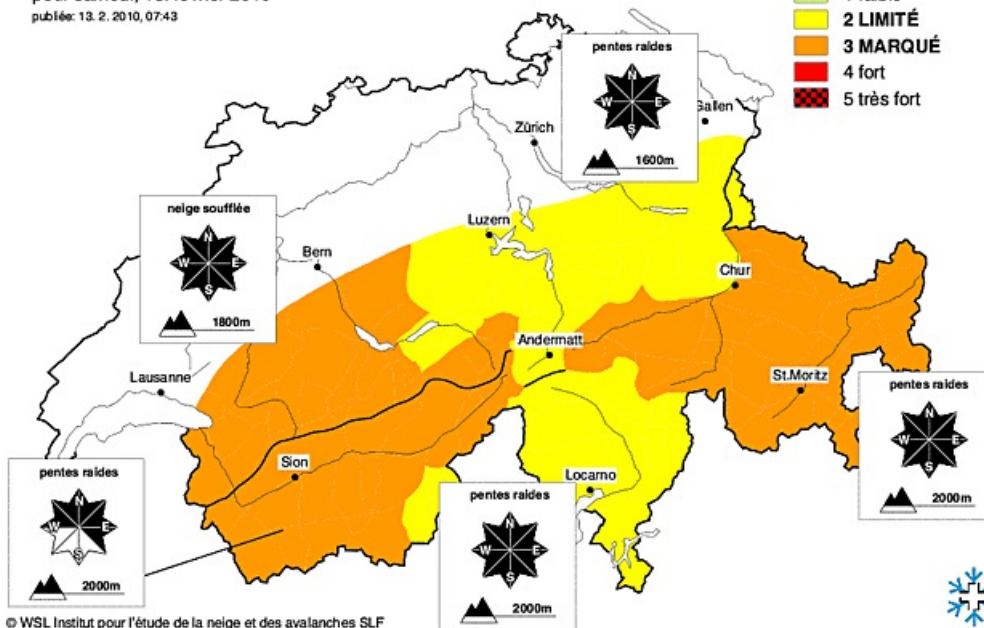 publiée: 13. 2. 2010, 07:43
2 LIMITÉ
3 MARQUÉ
4 fort
5 très fort
pentes raides
N
W E
S
1600m
Gallen
Zürich
neige soufflée
N
W E
S
1800m
Luzern
Bern
Chur
Andermatt
Lausanne
St.Moritz
pentes raides
N
W E
S
2000m
Sion
Locarno
pentes raides
N
W E
S
2000m
pentes raides
N
W E
S
2000m
© WSL Institut pour l'étude de la neige et des avalanches SLF